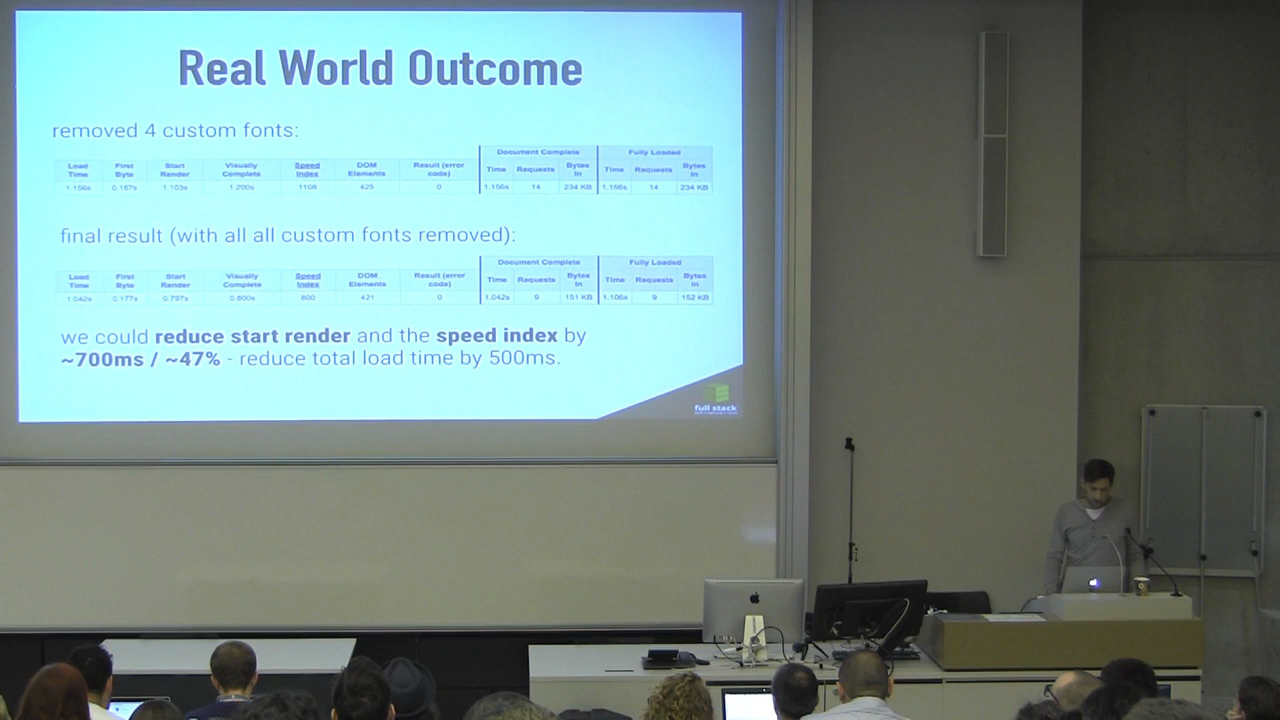 Real World Outcome
removed 4 custom fonts:
Document Complete Fully Loaded
Load Time First Byte Start Render Visually Complete Speed Index DOM Elements Result (error code) Time Requests Bytes In Time Requests Bytes In
1.156s 0.167s 1.103s 1.200s 1108 425 0 1.156s 14 234 KB 1.156s 14 234 KB
final result (with all all custom fonts removed):
Document Complete Fully Loaded
Load Time First Byte Start Render Visually Complete Speed Index DOM Elements Result (error code) Time Requests Bytes In Time Requests Bytes In
1.042s 0.177s 0.797s 0.800s 800 421 0 1.042s 9 151 KB 1.106s 9 152 KB
we could reduce start render and the speed index by
~700ms / ~47% - reduce total load time by 500ms.
full stack